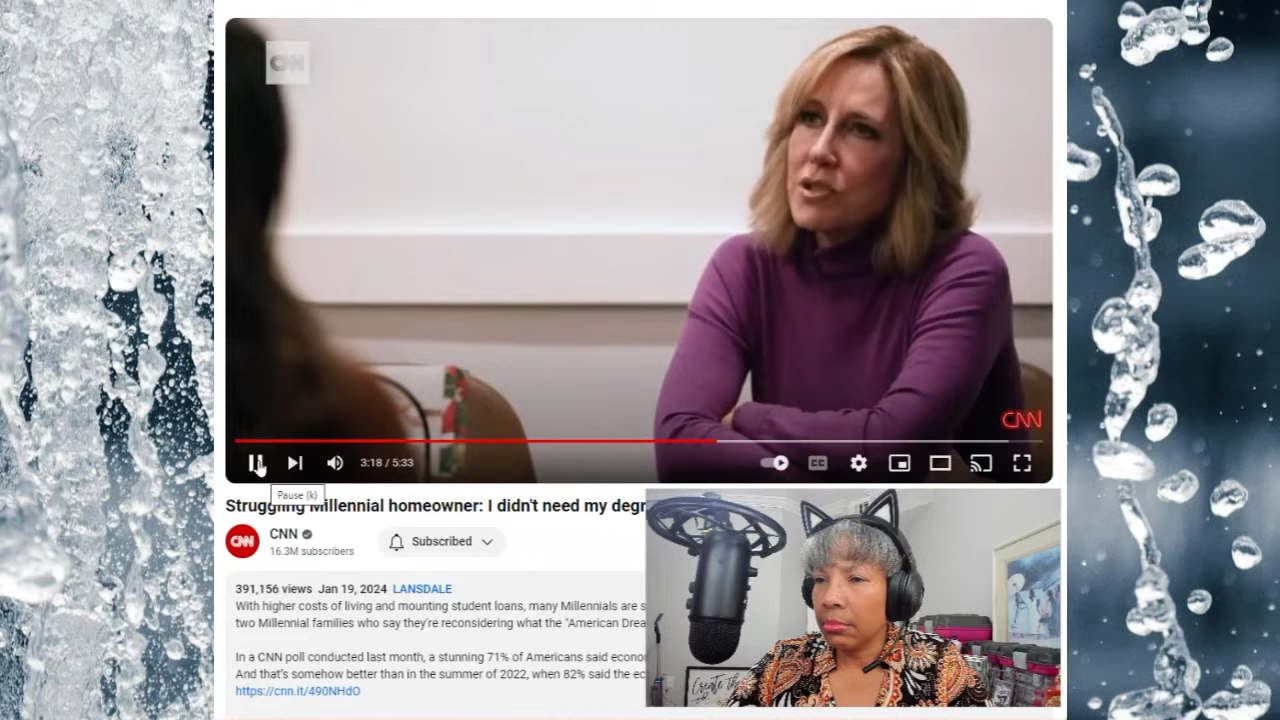 CNN
CNN
3:18 / 5:33
CC
Pause (k)
Struggling Millennial homeowner: I didn't need my degr
CNN
CNN
16.3M subscribers
Subscribed
391,156 views Jan 19, 2024 LANSDALE
With higher costs of living and mounting student loans, many Millennials are s
two Millennial families who say they're reconsidering what the "American Drea
In a CNN poll conducted last month, a stunning 71% of Americans said econo
And that's somehow better than in the summer of 2022, when 82% said the ec
https://cnn.it/490NHdO
Create